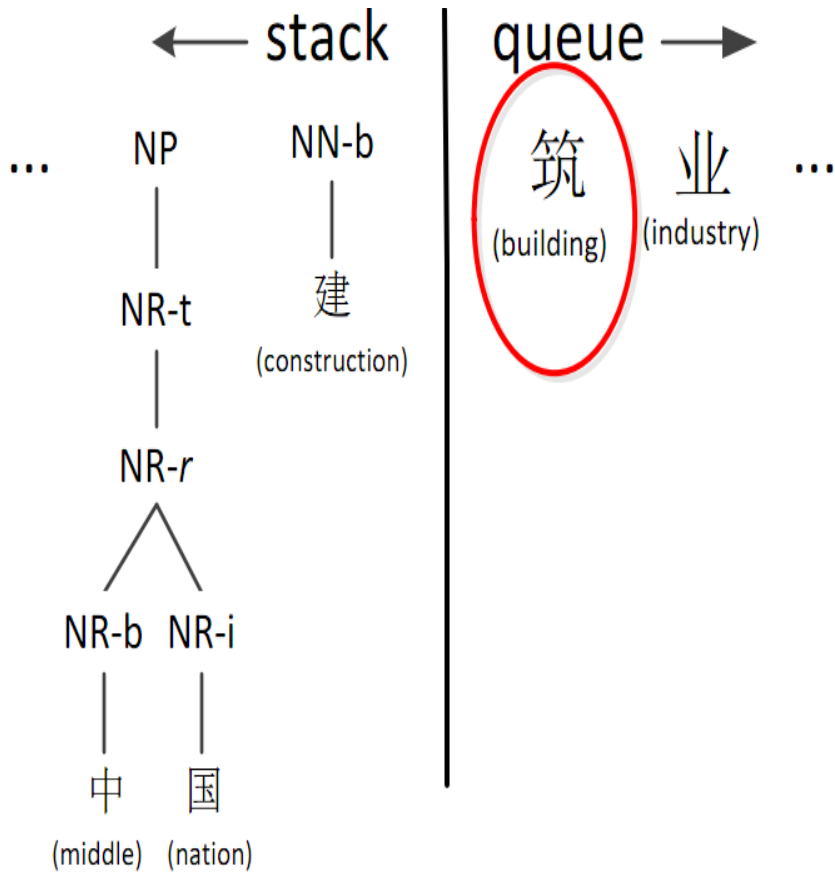 stack queue
... NP NN-b 筑 业 ...
(building) (industry)
NR-t 建
(construction)
NR-r
NR-b NR-i
中 国
(middle) (nation)